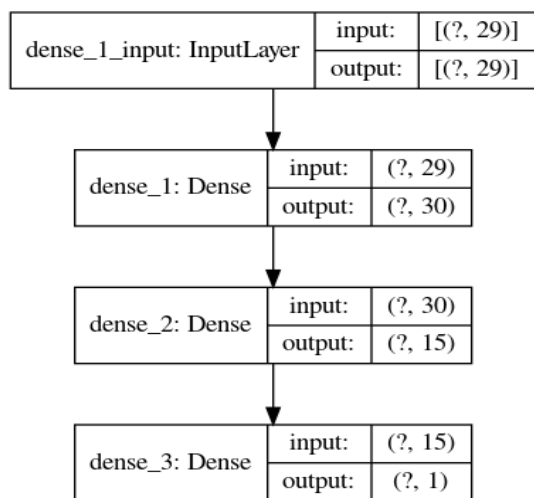 dense_1_input: InputLayer
input: [(?, 29)]
output: [(?, 29)]
dense_1: Dense
input: (?, 29)
output: (?, 30)
dense_2: Dense
input: (?, 30)
output: (?, 15)
dense_3: Dense
input: (?, 15)
output: (?, 1)